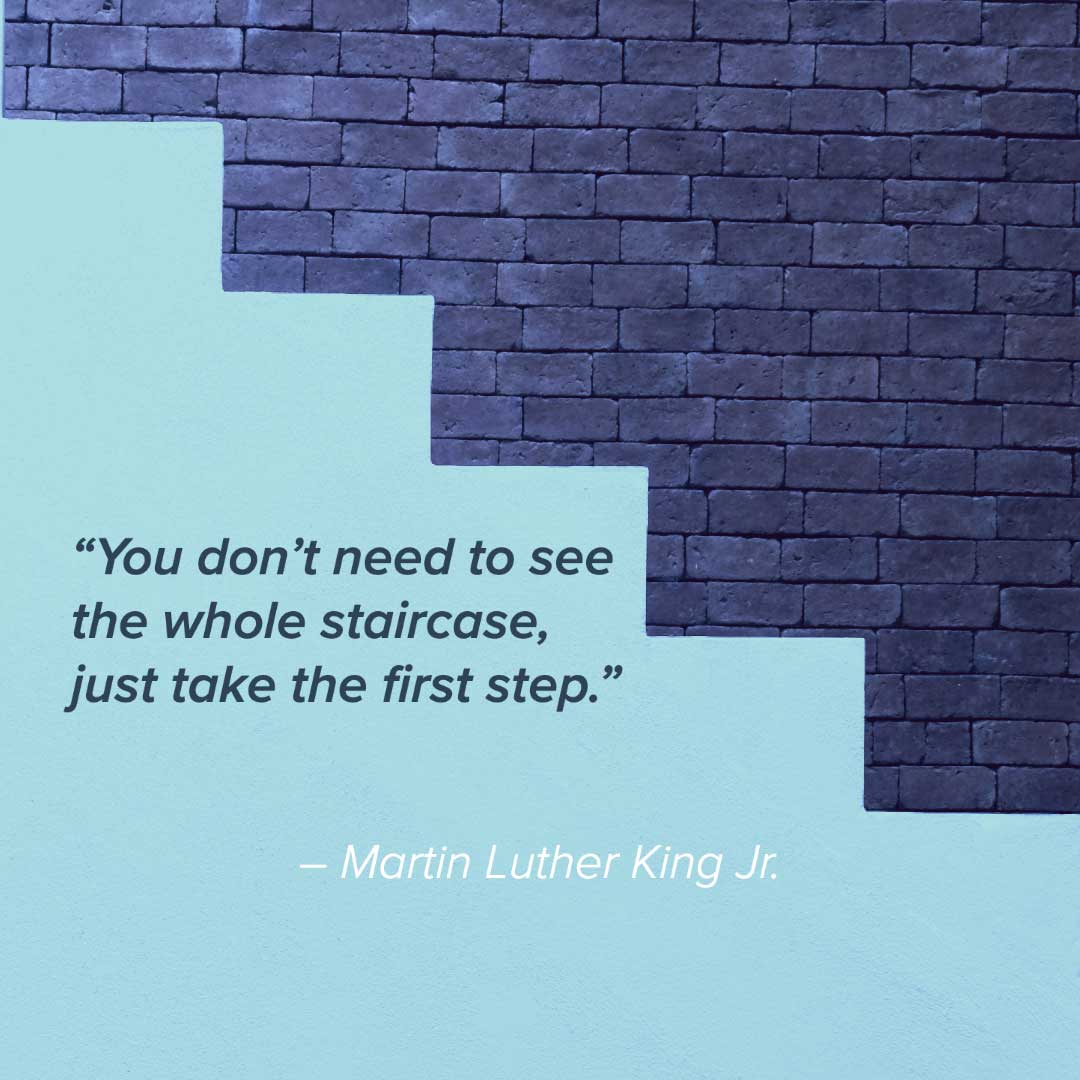 “You don’t need to see
the whole staircase,
just take the first step.”
– Martin Luther King Jr.